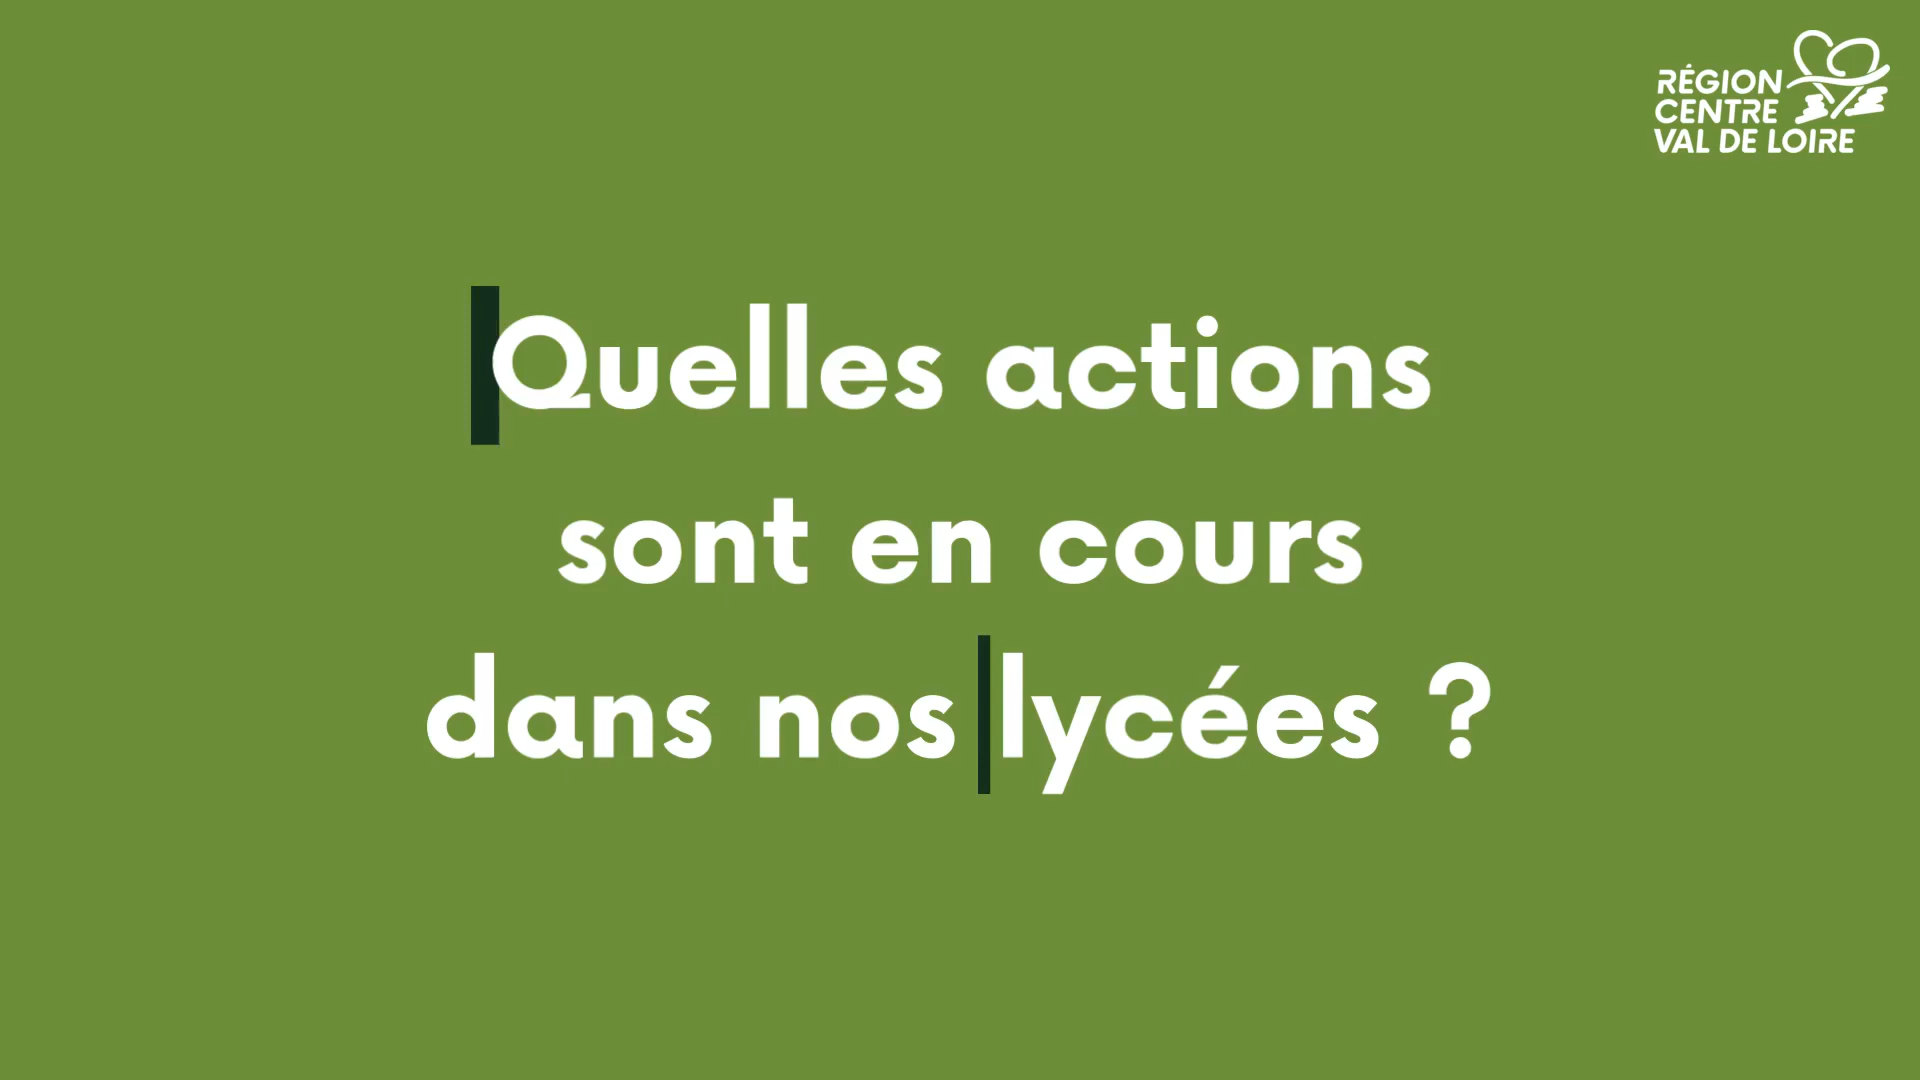 RÉGION
CENTRE
VAL DE LOIRE
Quelles actions
sont en cours
dans nos lycées ?